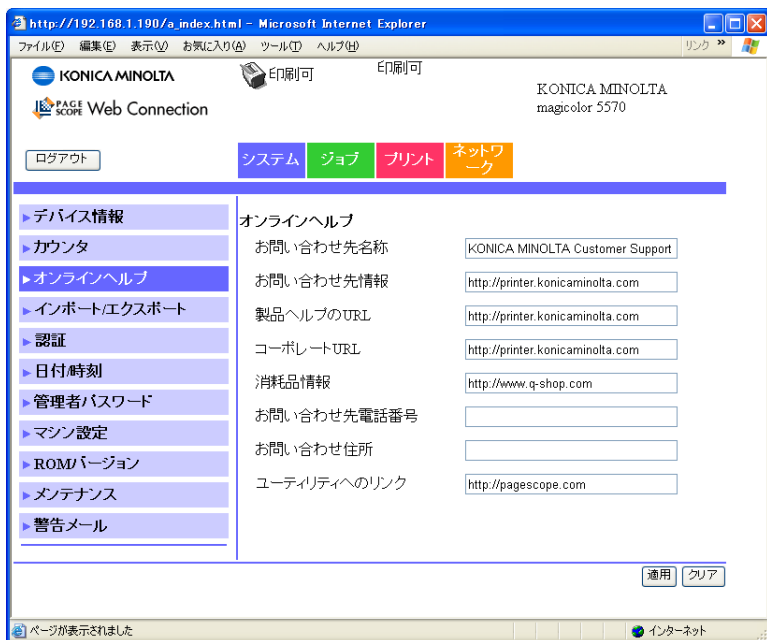 http://192.168.1.190/a_index.html - Microsoft Internet Explorer
ファイル(F) 編集(E) 表示(V) お気に入り(A) ツール(T) ヘルプ(H) リンク »
KONICA MINOLTA
印刷可
印刷可
KONICA MINOLTA
magicolor 5570
PAGE SCOPE Web Connection
ログアウト
システム
ジョブ
プリント
ネットワ
ーク
デバイス情報
カウンタ
オンラインヘルプ
インポート/エクスポート
認証
日付/時刻
管理者パスワード
マシン設定
ROMバージョン
メンテナンス
警告メール
オンラインヘルプ
お問い合わせ先名称 KONICA MINOLTA Customer Support
お問い合わせ先情報 http://printer.konicaminolta.com
製品ヘルプのURL http://printer.konicaminolta.com
コーポレートURL http://printer.konicaminolta.com
消耗品情報 http://www.q-shop.com
お問い合わせ先電話番号
お問い合わせ住所
ユーティリティへのリンク http://pagescope.com
適用 クリア
ページが表示されました インターネット